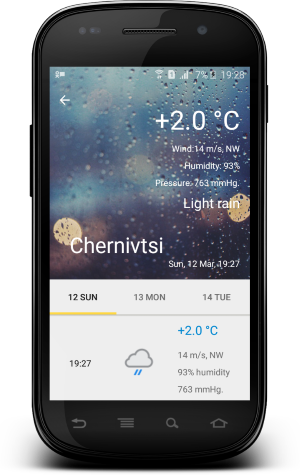 7% 19:28
+2.0 °C
Wind:14 m/s, NW
Humidity: 93%
Pressure: 763 mmHg.
Light rain
Chernivtsi
Sun, 12 Mar, 19:27
12 SUN 13 MON 14 TUE
+2.0 °C
19:27
14 m/s, NW
93% humidity
763 mmHg.